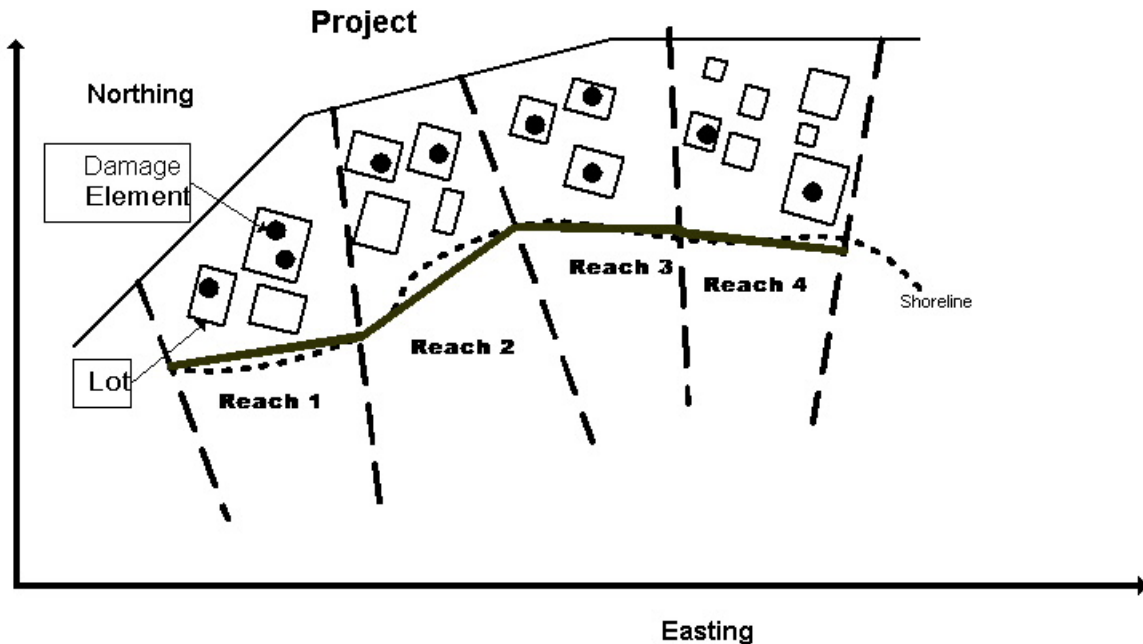 Project
Northing
Damage
Element
Reach 3
Reach 4
Shoreline
Reach 2
Lot
Reach 1
Easting